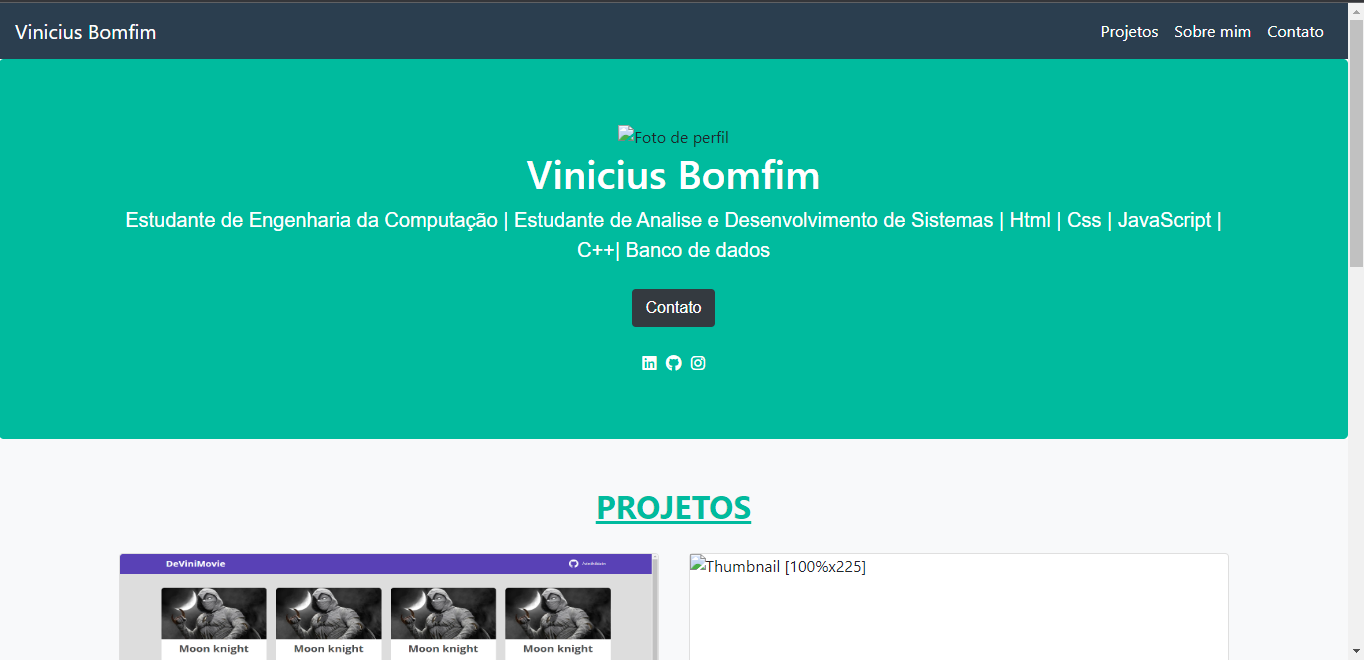 Vinicius Bomfim
Projetos Sobre mim Contato
Foto de perfil
Vinicius Bomfim
Estudante de Engenharia da Computação | Estudante de Analise e Desenvolvimento de Sistemas | Html | Css | JavaScript |
C++| Banco de dados
Contato
PROJETOS
DeViniMovie
Moon knight Moon knight Moon knight Moon knight
Thumbnail [100%x225]